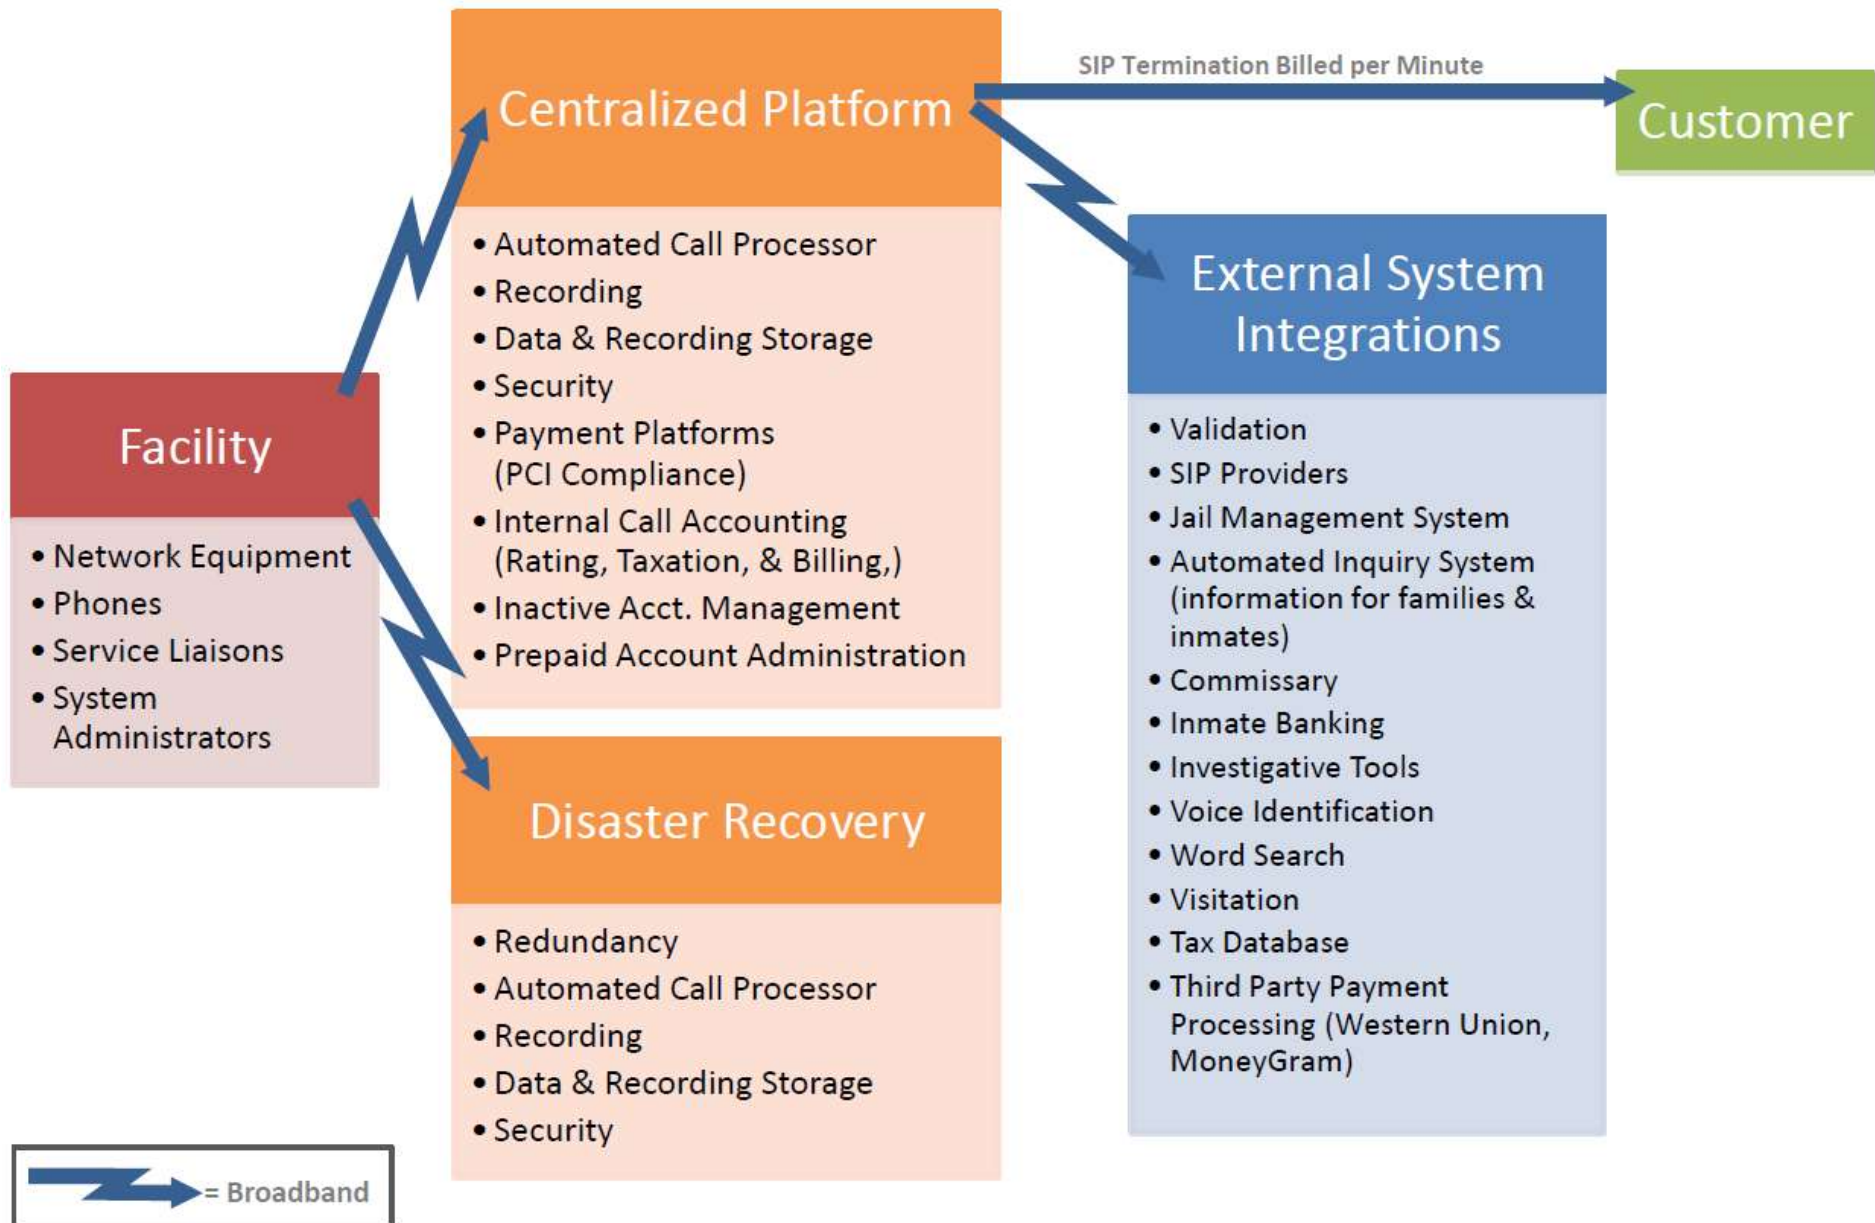 SIP Termination Billed per Minute
Centralized Platform
Customer
• Automated Call Processor
• Recording
• Data & Recording Storage
• Security
• Payment Platforms
(PCI Compliance)
• Internal Call Accounting
(Rating, Taxation, & Billing,)
• Inactive Acct. Management
• Prepaid Account Administration
External System
Integrations
• Validation
• SIP Providers
• Jail Management System
• Automated Inquiry System
(information for families &
inmates)
• Commissary
• Inmate Banking
• Investigative Tools
• Voice Identification
• Word Search
• Visitation
• Tax Database
• Third Party Payment
Processing (Western Union,
MoneyGram)
Facility
• Network Equipment
• Phones
• Service Liaisons
• System
Administrators
Disaster Recovery
• Redundancy
• Automated Call Processor
• Recording
• Data & Recording Storage
• Security
= Broadband